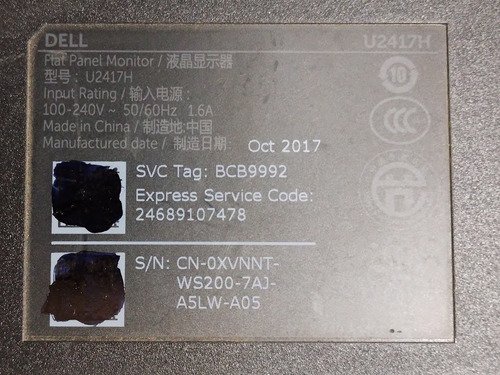 DELL
U2417H
Flat Panel Monitor / 液晶显示器
型号: U2417H
Input Rating / 输入电源:
100-240V ~ 50/60Hz 1.6A
Made in China / 制造地:中国
Manufactured date / 制造日期: Oct 2017
10
SVC Tag: BCB9992
Express Service Code:
24689107478
S/N: CN-0XVNNT-
WS200-7AJ-
A5LW-A05